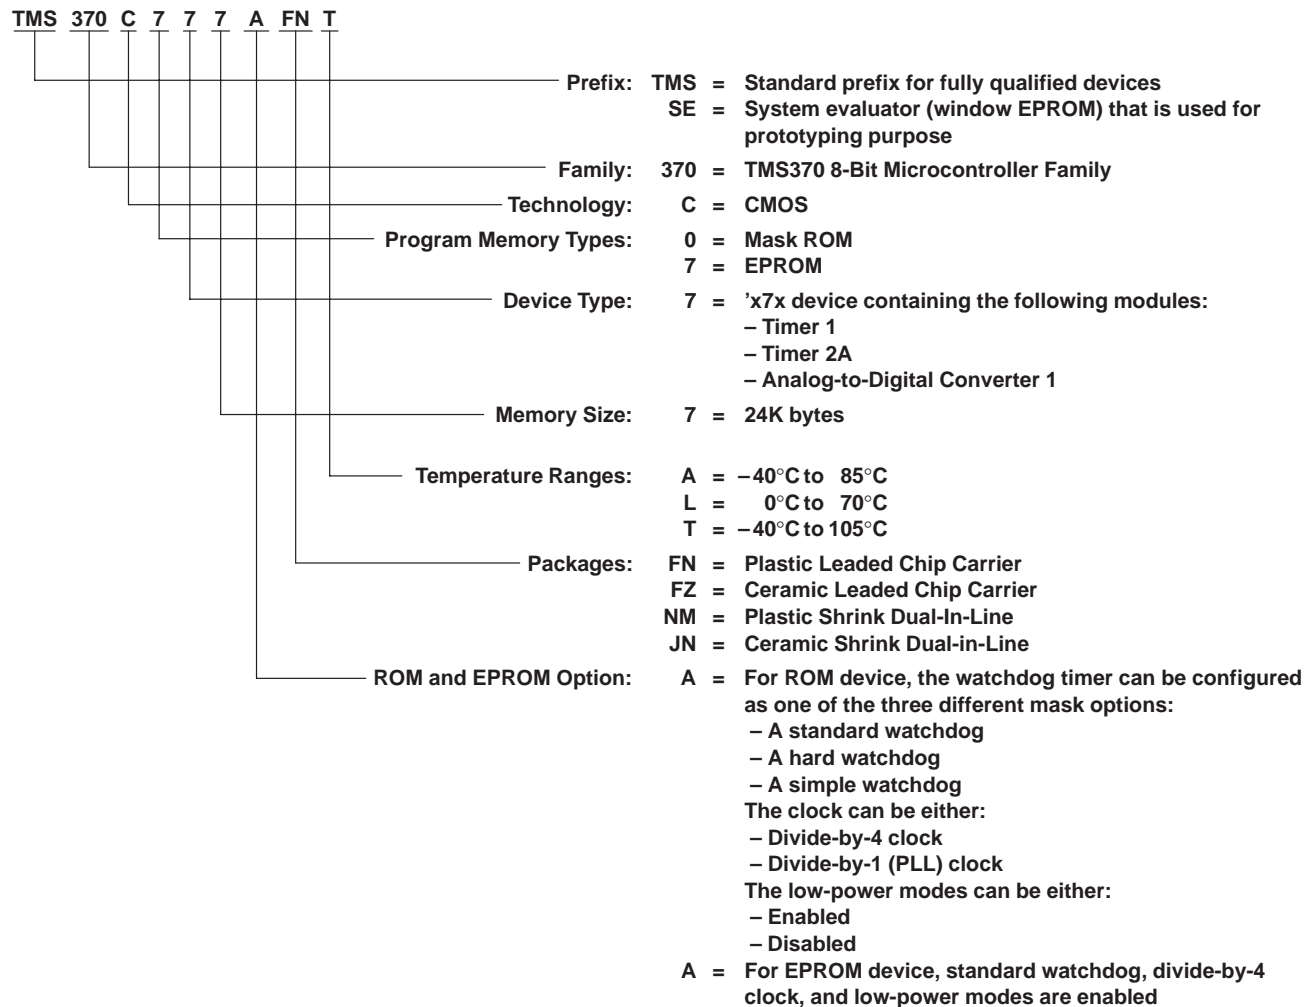 TMS 370 C 7 7 7 A FN T
Prefix: TMS = Standard prefix for fully qualified devices
SE = System evaluator (window EPROM) that is used for
prototyping purpose
Family: 370 = TMS370 8-Bit Microcontroller Family
Technology: C = CMOS
Program Memory Types: 0 = Mask ROM
7 = EPROM
Device Type: 7 = ’x7x device containing the following modules:
– Timer 1
– Timer 2A
– Analog-to-Digital Converter 1
Memory Size: 7 = 24K bytes
Temperature Ranges: A = –40°C to 85°C
L = 0°C to 70°C
T = –40°C to 105°C
Packages: FN = Plastic Leaded Chip Carrier
FZ = Ceramic Leaded Chip Carrier
NM = Plastic Shrink Dual-In-Line
JN = Ceramic Shrink Dual-in-Line
ROM and EPROM Option: A = For ROM device, the watchdog timer can be configured
as one of the three different mask options:
– A standard watchdog
– A hard watchdog
– A simple watchdog
The clock can be either:
– Divide-by-4 clock
– Divide-by-1 (PLL) clock
The low-power modes can be either:
– Enabled
– Disabled
A = For EPROM device, standard watchdog, divide-by-4
clock, and low-power modes are enabled